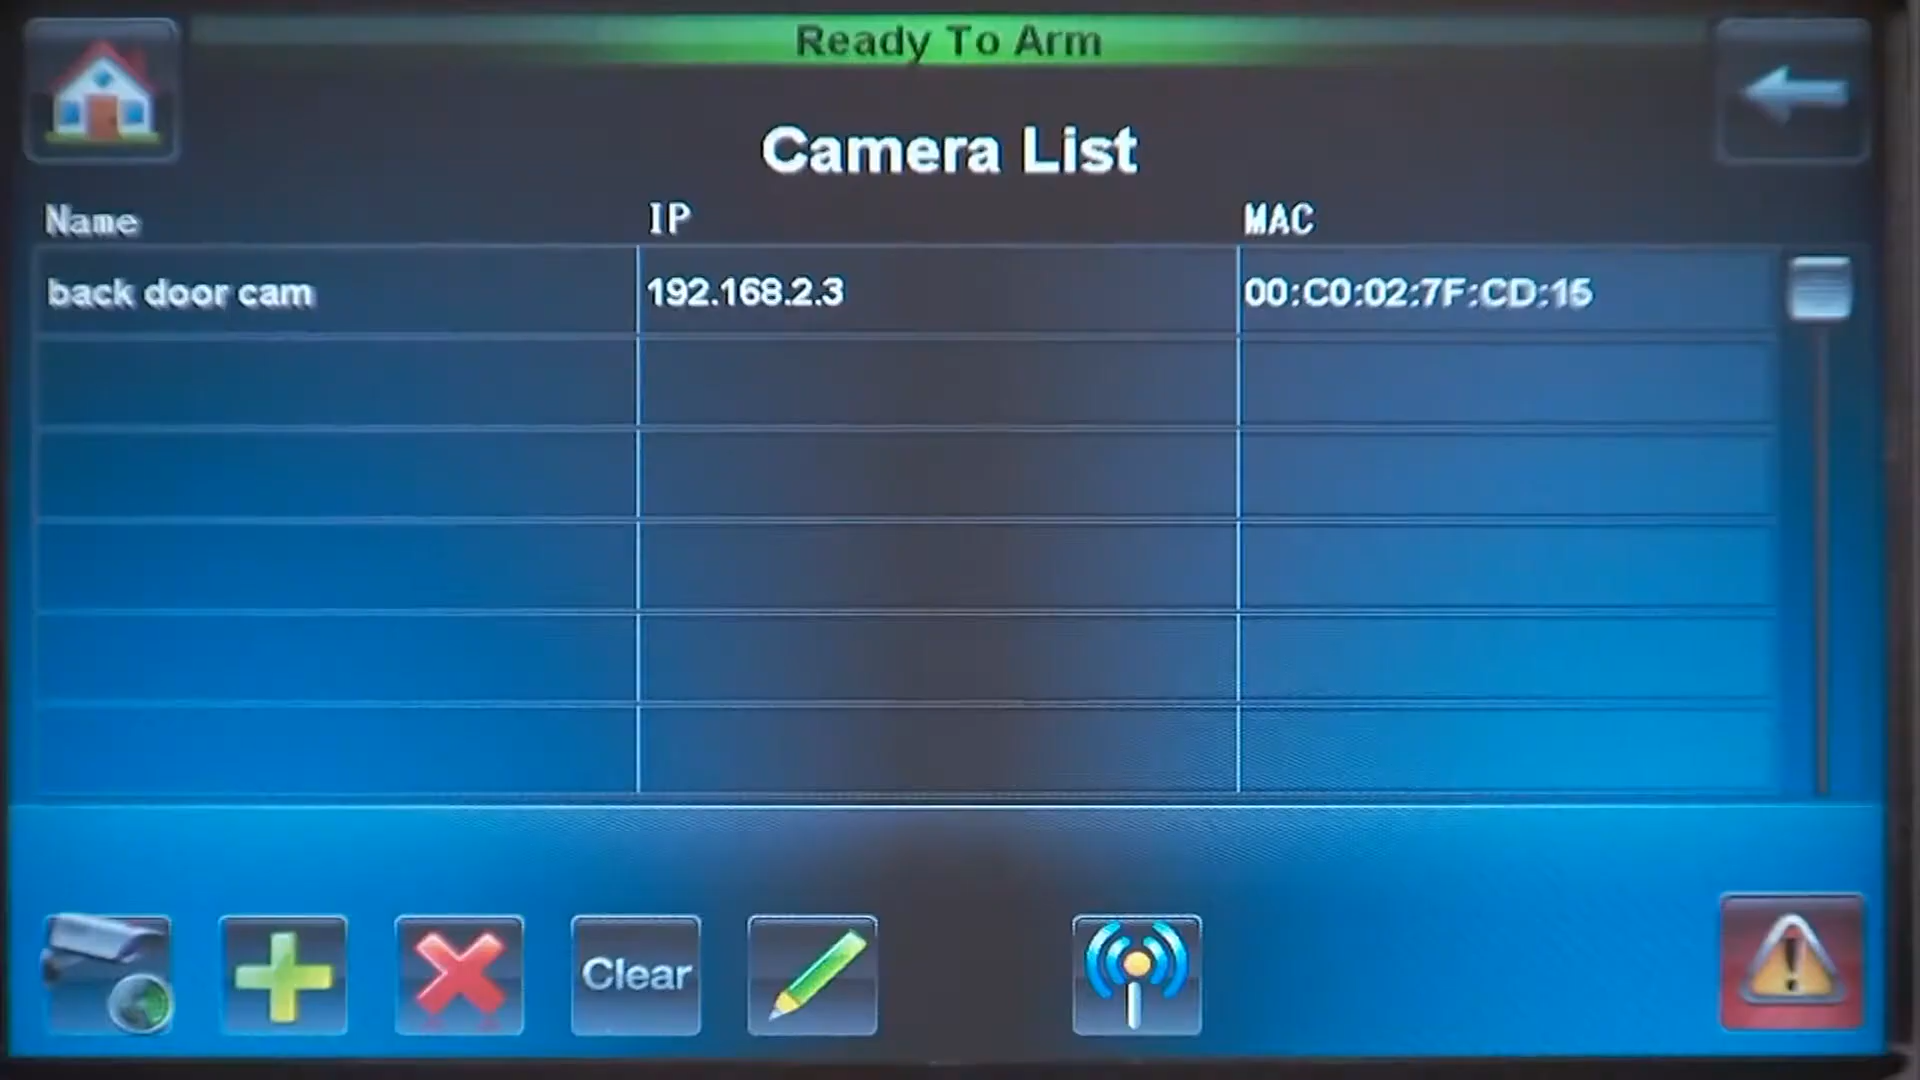 Ready To Arm
Camera List
Name IP MAC
back door cam 192.168.2.3 00:C0:02:7F:CD:15
Clear